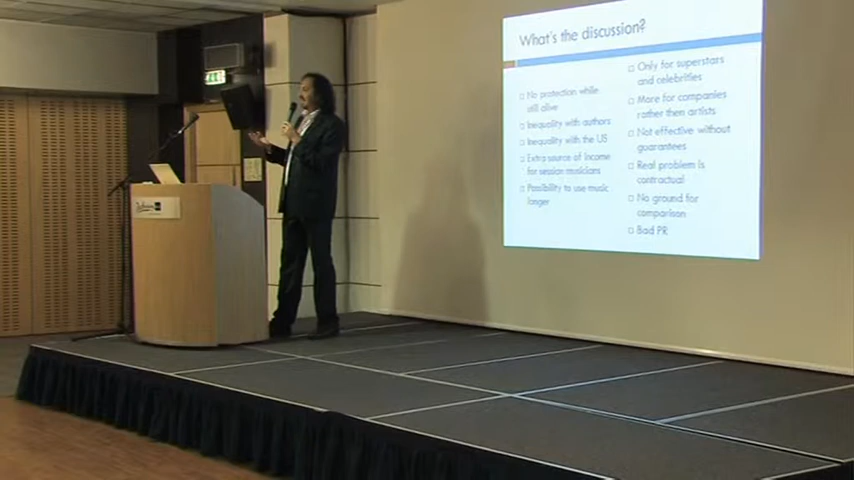 What's the discussion?
No protection while
still alive
Inequality with authors
Inequality with the US
Extra source of income
for session musicians
Possibility to use music
longer
Only for superstars
and celebrities
More for companies
rather then artists
Not effective without
guarantees
Real problem is
contractual
No ground for
comparison
Bad PR